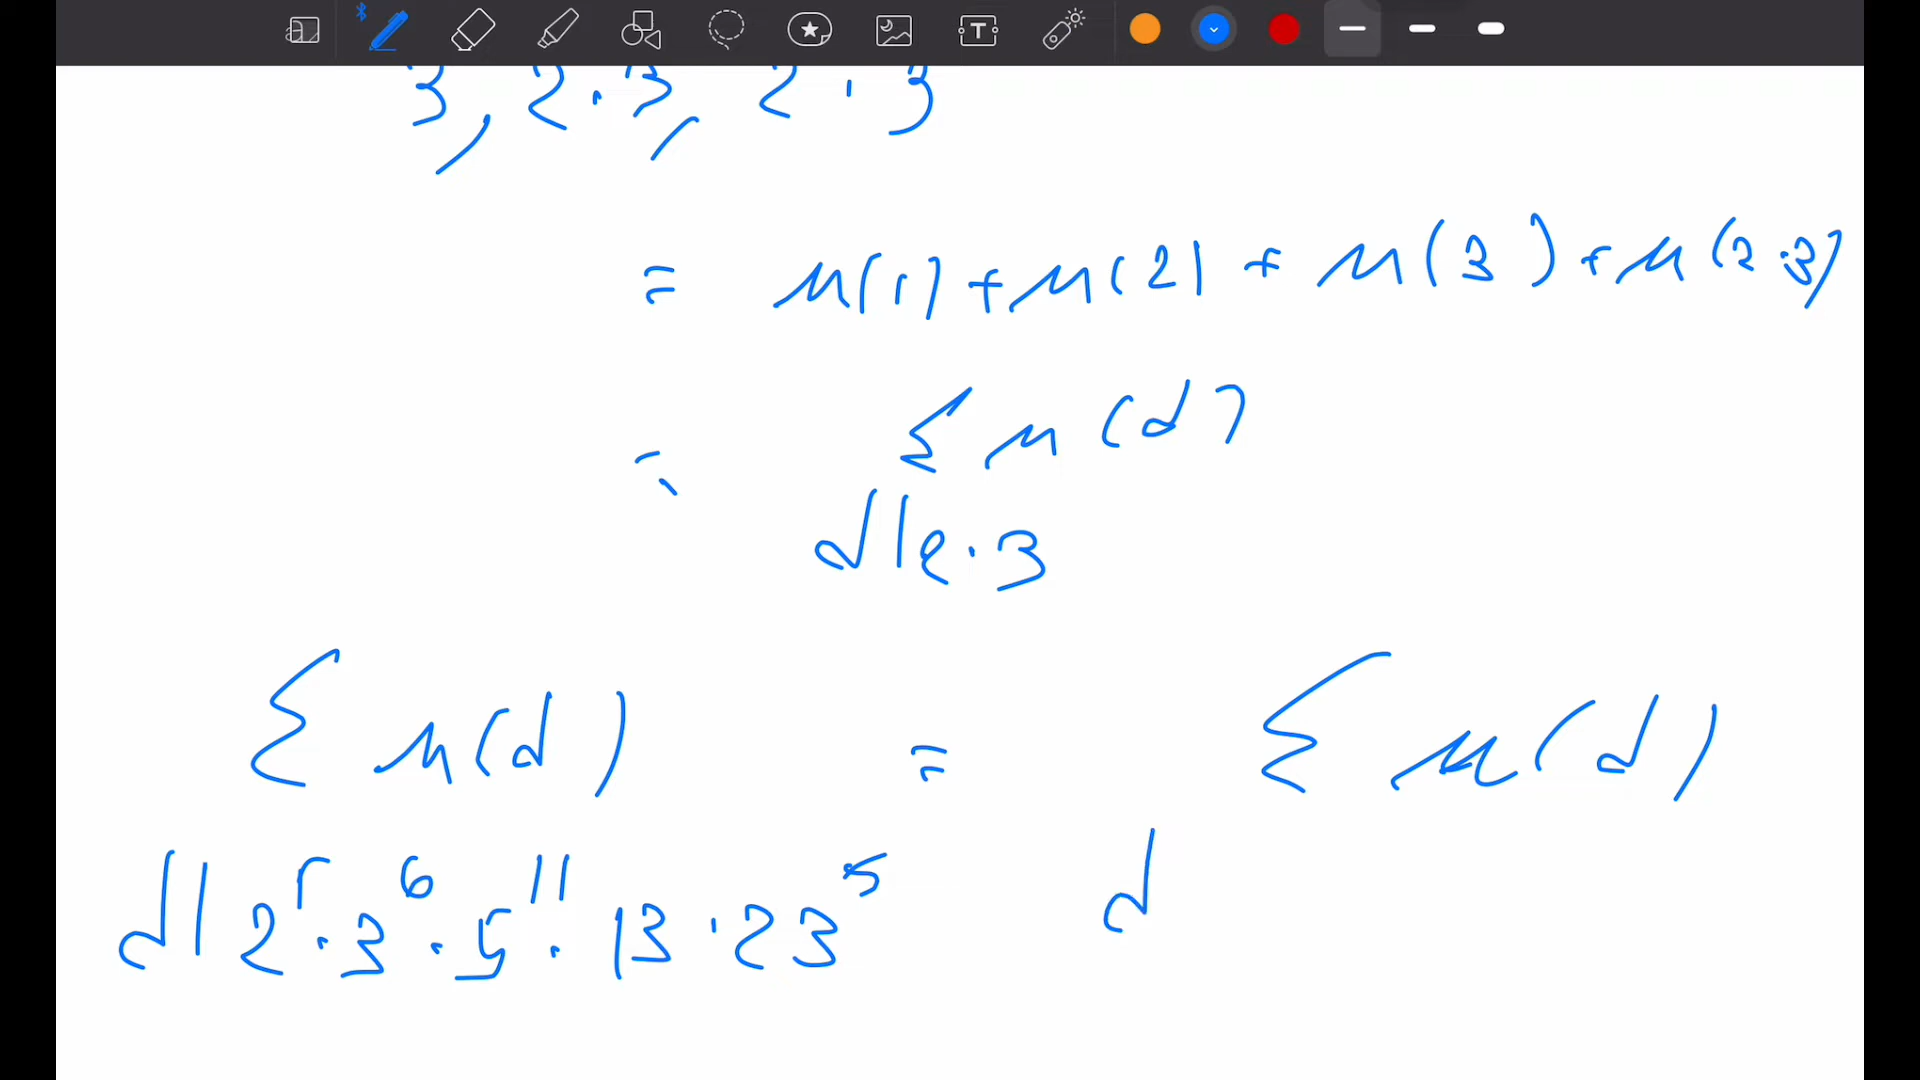 3, 2·3, 2·3
= μ(1) + μ(2) + μ(3) + μ(2·3)
= Σ μ(d)
d|2·3
Σ μ(d) = Σ μ(d)
d|2⁵·3⁶·5¹¹·13·23⁵ d